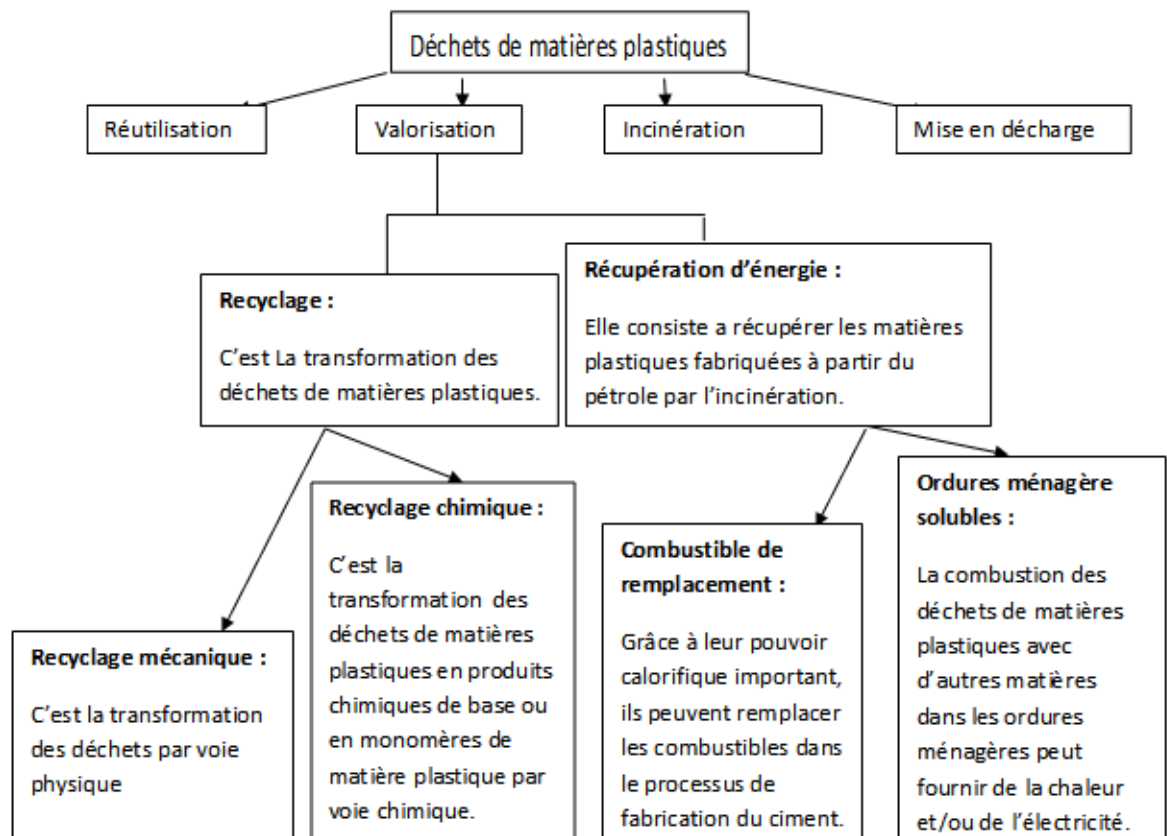 Déchets de matières plastiques
Réutilisation
Valorisation
Incinération
Mise en décharge
Recyclage :
C'est La transformation des
déchets de matières plastiques.
Récupération d'énergie :
Elle consiste a récupérer les matières
plastiques fabriquées à partir du
pétrole par l'incinération.
Recyclage mécanique :
C'est la transformation
des déchets par voie
physique
Recyclage chimique :
C'est la
transformation des
déchets de matières
plastiques en produits
chimiques de base ou
en monomères de
matière plastique par
voie chimique.
Combustible de
remplacement :
Grâce à leur pouvoir
calorifique important,
ils peuvent remplacer
les combustibles dans
le processus de
fabrication du ciment.
Ordures ménagère
solubles :
La combustion des
déchets de matières
plastiques avec
d'autres matières
dans les ordures
ménagères peut
fournir de la chaleur
et/ou de l'électricité.